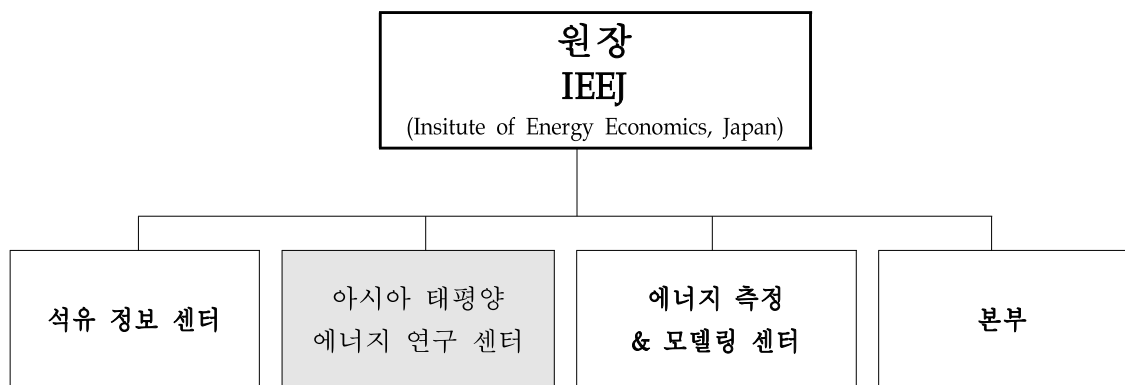 원장
IEEJ
(Insitute of Energy Economics, Japan)
석유 정보 센터
아시아 태평양
에너지 연구 센터
에너지 측정
& 모델링 센터
본부